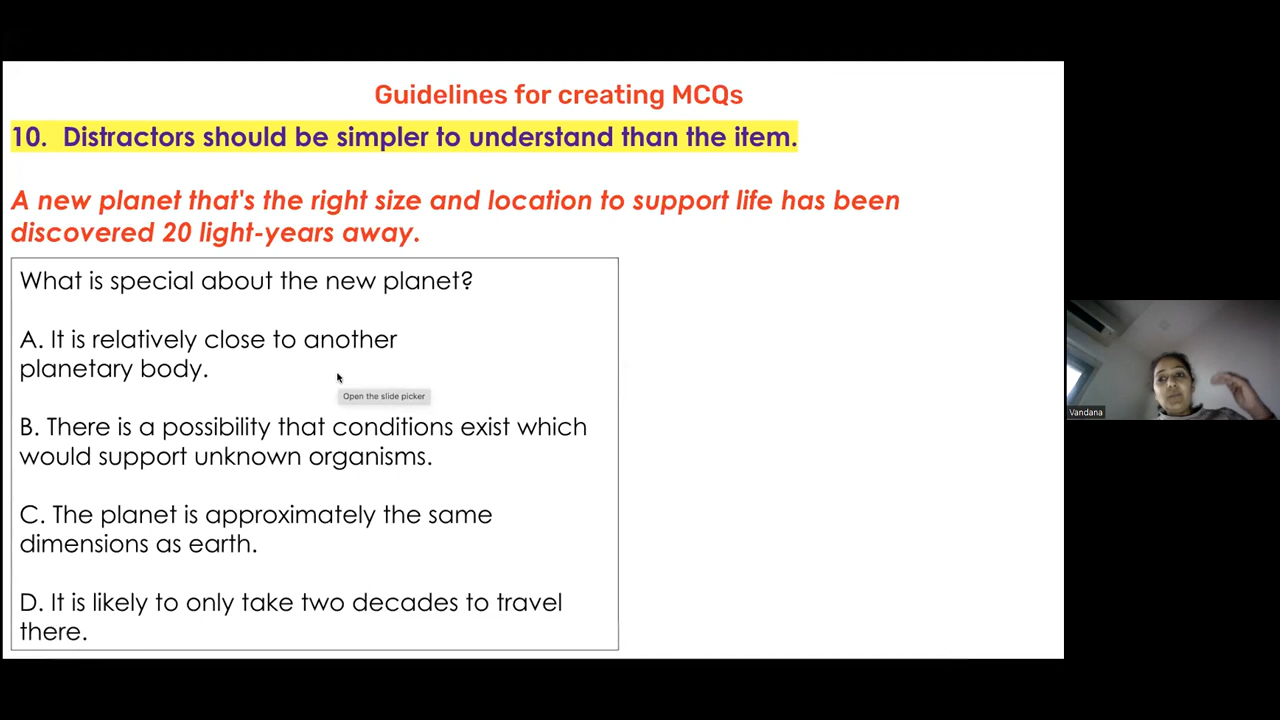 Guidelines for creating MCQs
10. Distractors should be simpler to understand than the item.
A new planet that's the right size and location to support life has been
discovered 20 light-years away.
What is special about the new planet?
A. It is relatively close to another
planetary body.
Open the slide picker
B. There is a possibility that conditions exist which
would support unknown organisms.
C. The planet is approximately the same
dimensions as earth.
D. It is likely to only take two decades to travel
there.
Vandana